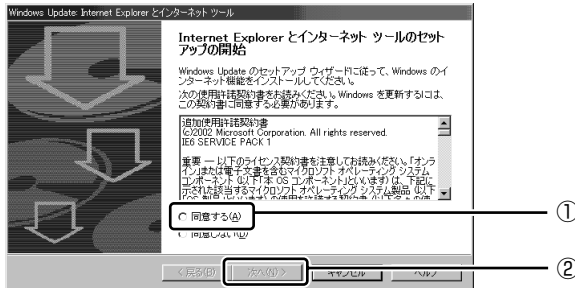 Windows Update: Internet Explorer とインターネット ツール
Internet Explorer とインターネット ツールのセット
アップの開始
Windows Update のセットアップ ウィザードに従って、Windows のイ
ンターネット機能をインストールしてください。
次の使用許諾契約書をお読みください。Windows を更新するには、
この契約書に同意する必要があります。
追加使用許諾契約書
(c)2002 Microsoft Corporation. All rights reserved.
IE6 SERVICE PACK 1
重要 ― 以下のライセンス契約書を注意してお読みください。「オンラ
イン」または電子文書を含むマイクロソフト オペレーティング システム
コンポーネント (以下「本 OS コンポーネント」といいます) は、下記に
示された該当するマイクロソフト オペレーティング システム製品 (以下
同意する(A)
①
同意しない(D)
< 戻る(B)
次へ(N) >
キャンセル
ヘルプ
②